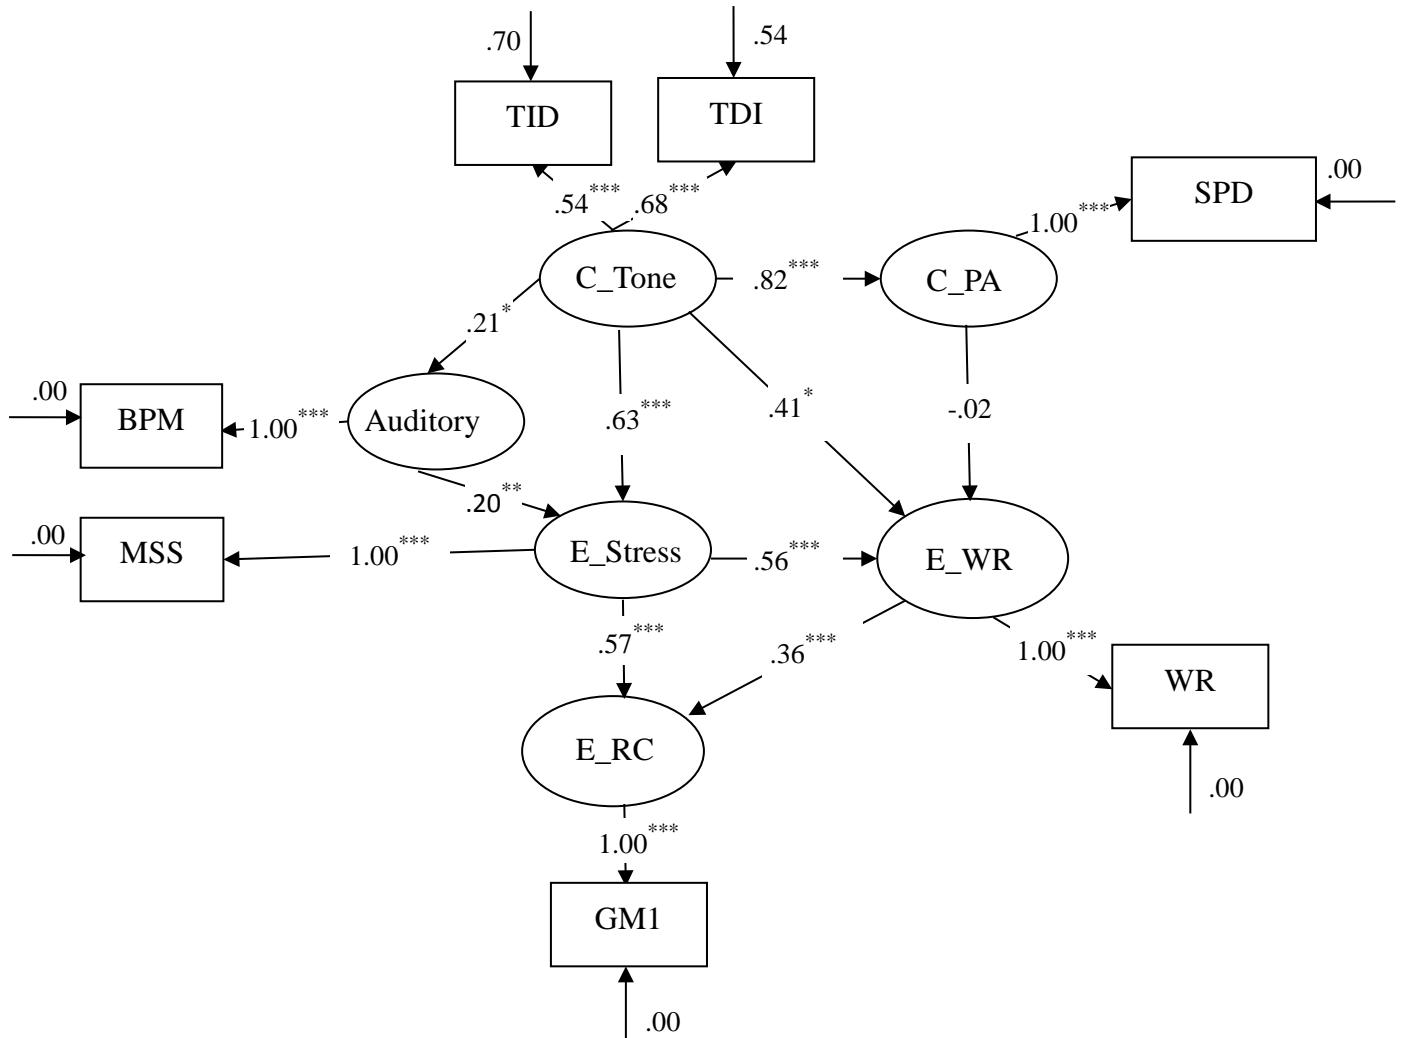 .70
.54
TID
TDI
.54***
.68***
SPD
.00
1.00***
C_Tone
.82***
C_PA
.21*
.00
BPM
1.00***
Auditory
.63***
.41*
-.02
.20**
.00
MSS
1.00***
E_Stress
.56***
E_WR
.57***
.36***
1.00***
WR
.00
E_RC
1.00***
GM1
.00